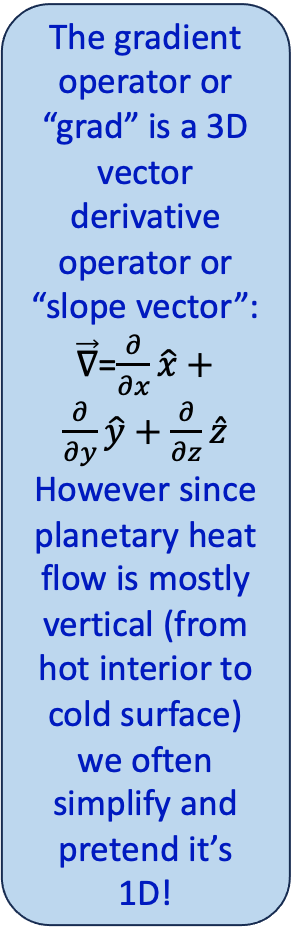 The gradient
operator or
“grad” is a 3D
vector
derivative
operator or
“slope vector”:
$\vec{\nabla}=\frac{\partial}{\partial x}\hat{x}+$
$\frac{\partial}{\partial y}\hat{y}+\frac{\partial}{\partial z}\hat{z}$
However since
planetary heat
flow is mostly
vertical (from
hot interior to
cold surface)
we often
simplify and
pretend it’s
1D!